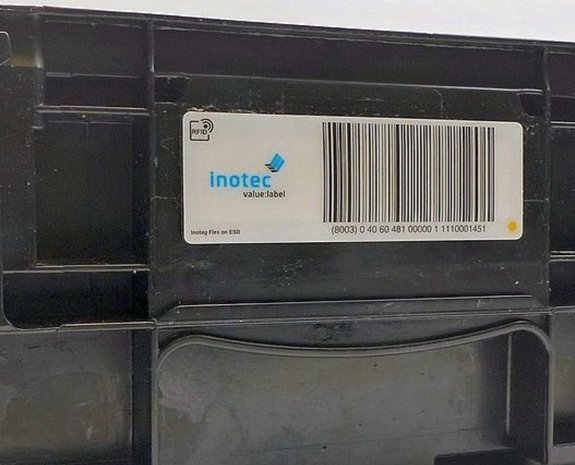 RFID
inotec
value:label
Inotag Flex on ESD
(8003) 0 40 60 481 00000 1 1110001451